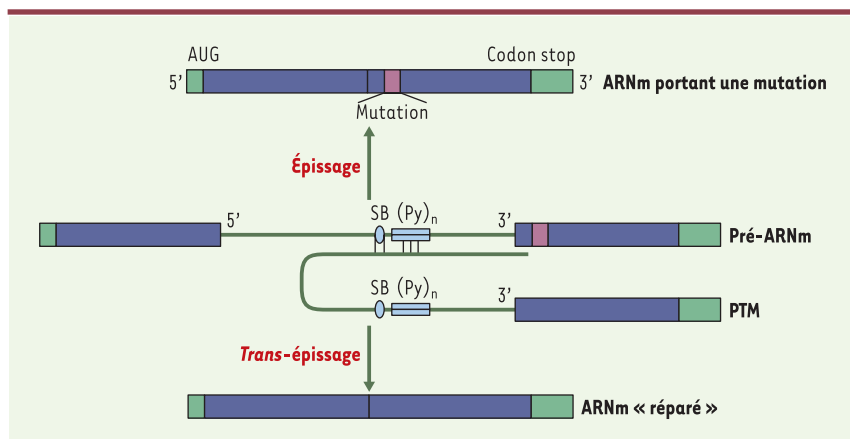 AUG
Codon stop
5’
3’ ARNm portant une mutation
Mutation
Épissage
SB (Py)n
5’
3’
Pré-ARNm
SB (Py)n
3’
PTM
Trans-épissage
ARNm « réparé »